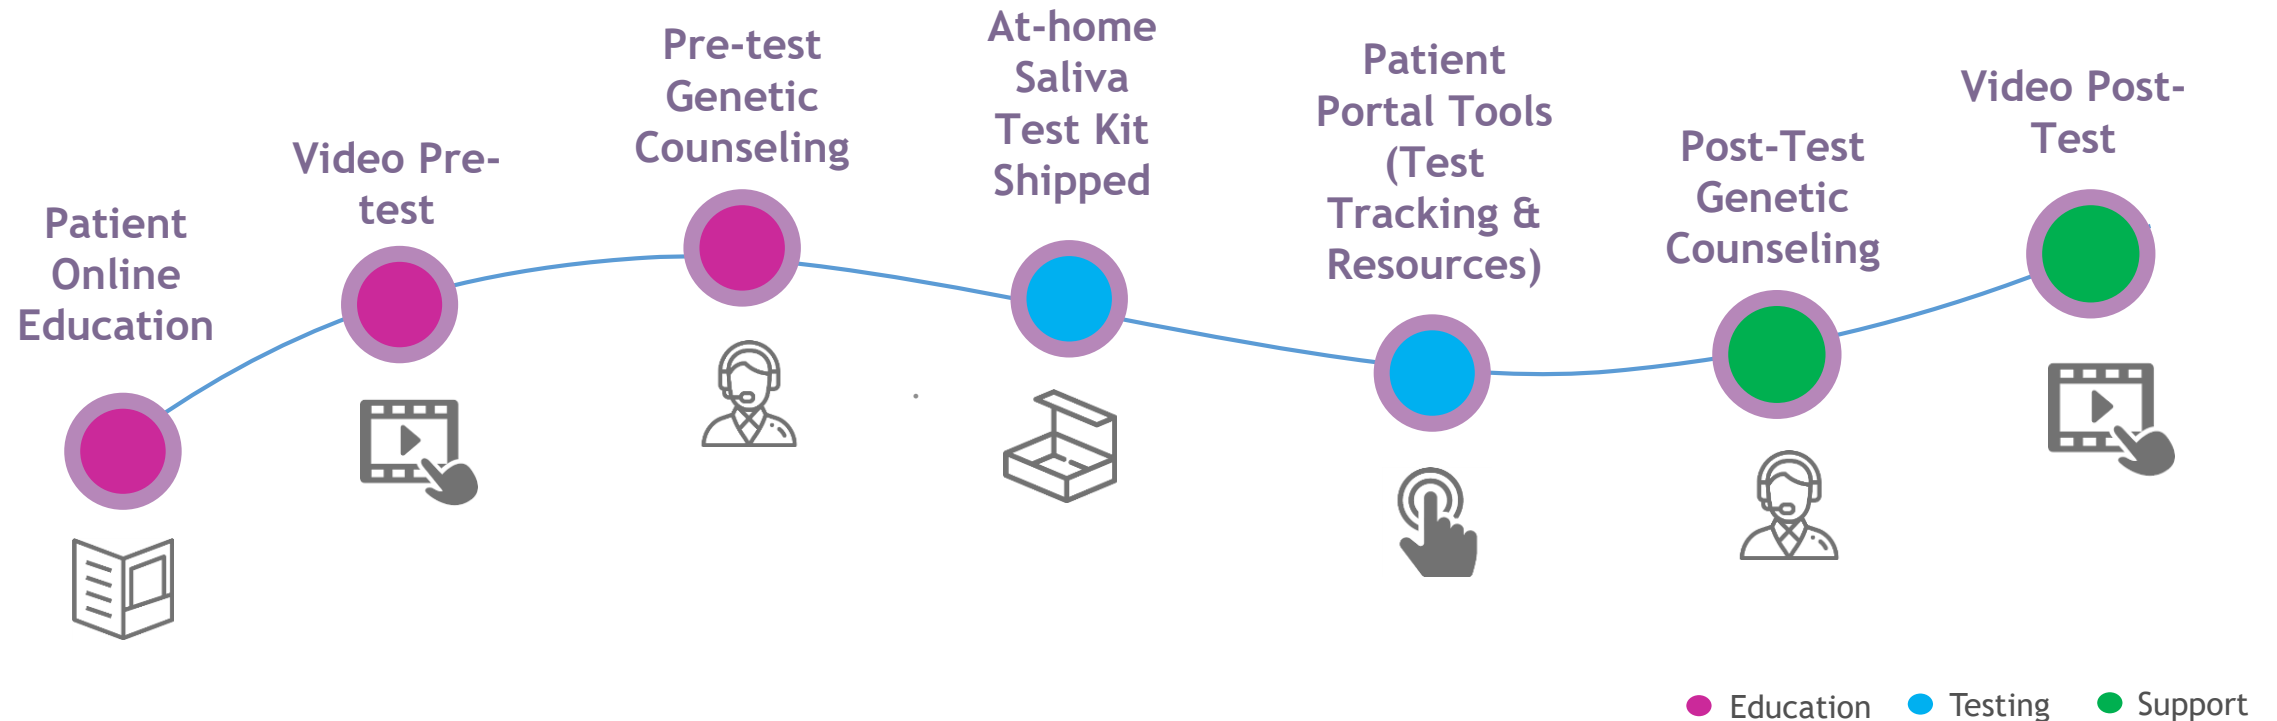 Patient
Online
Education
Video Pre-
test
Pre-test
Genetic
Counseling
At-home
Saliva
Test Kit
Shipped
Patient
Portal Tools
(Test
Tracking &
Resources)
Post-Test
Genetic
Counseling
Video Post-
Test
Education
Testing
Support